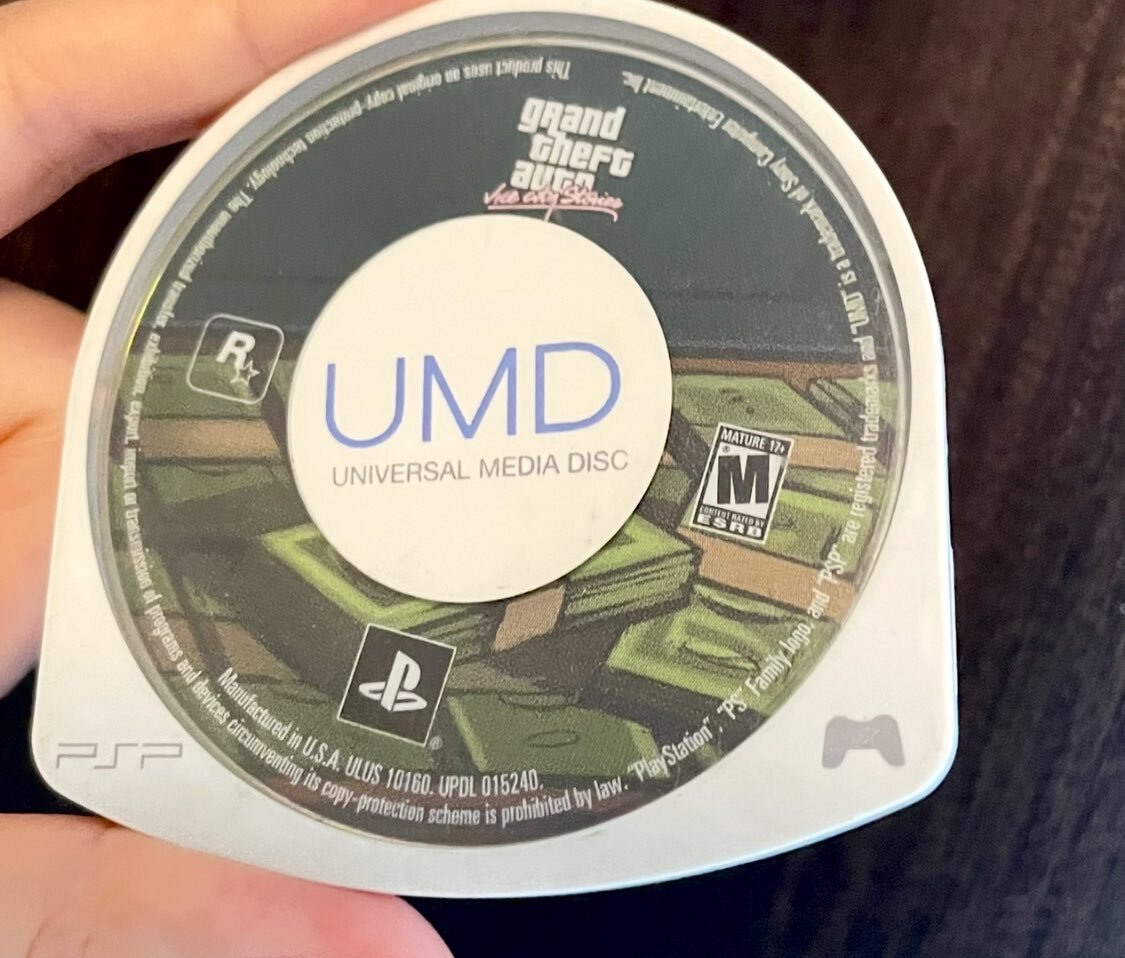 grand
theft
auto
Vice City Stories
R
UMD
UNIVERSAL MEDIA DISC
MATURE 17+
M
CONTENT RATED BY
ESRB
®
Manufactured in U.S.A. ULUS 10160. UPDL 015240.
This product uses an original copy-protection technology. The unauthorized transfer, exhibition, export, import or transmission of programs and devices circumventing its copy-protection scheme is prohibited by law. "PlayStation", "PS" Family logo, and "PSP" are registered trademarks and "UMD" is a trademark of Sony Computer Entertainment Inc.
PSP